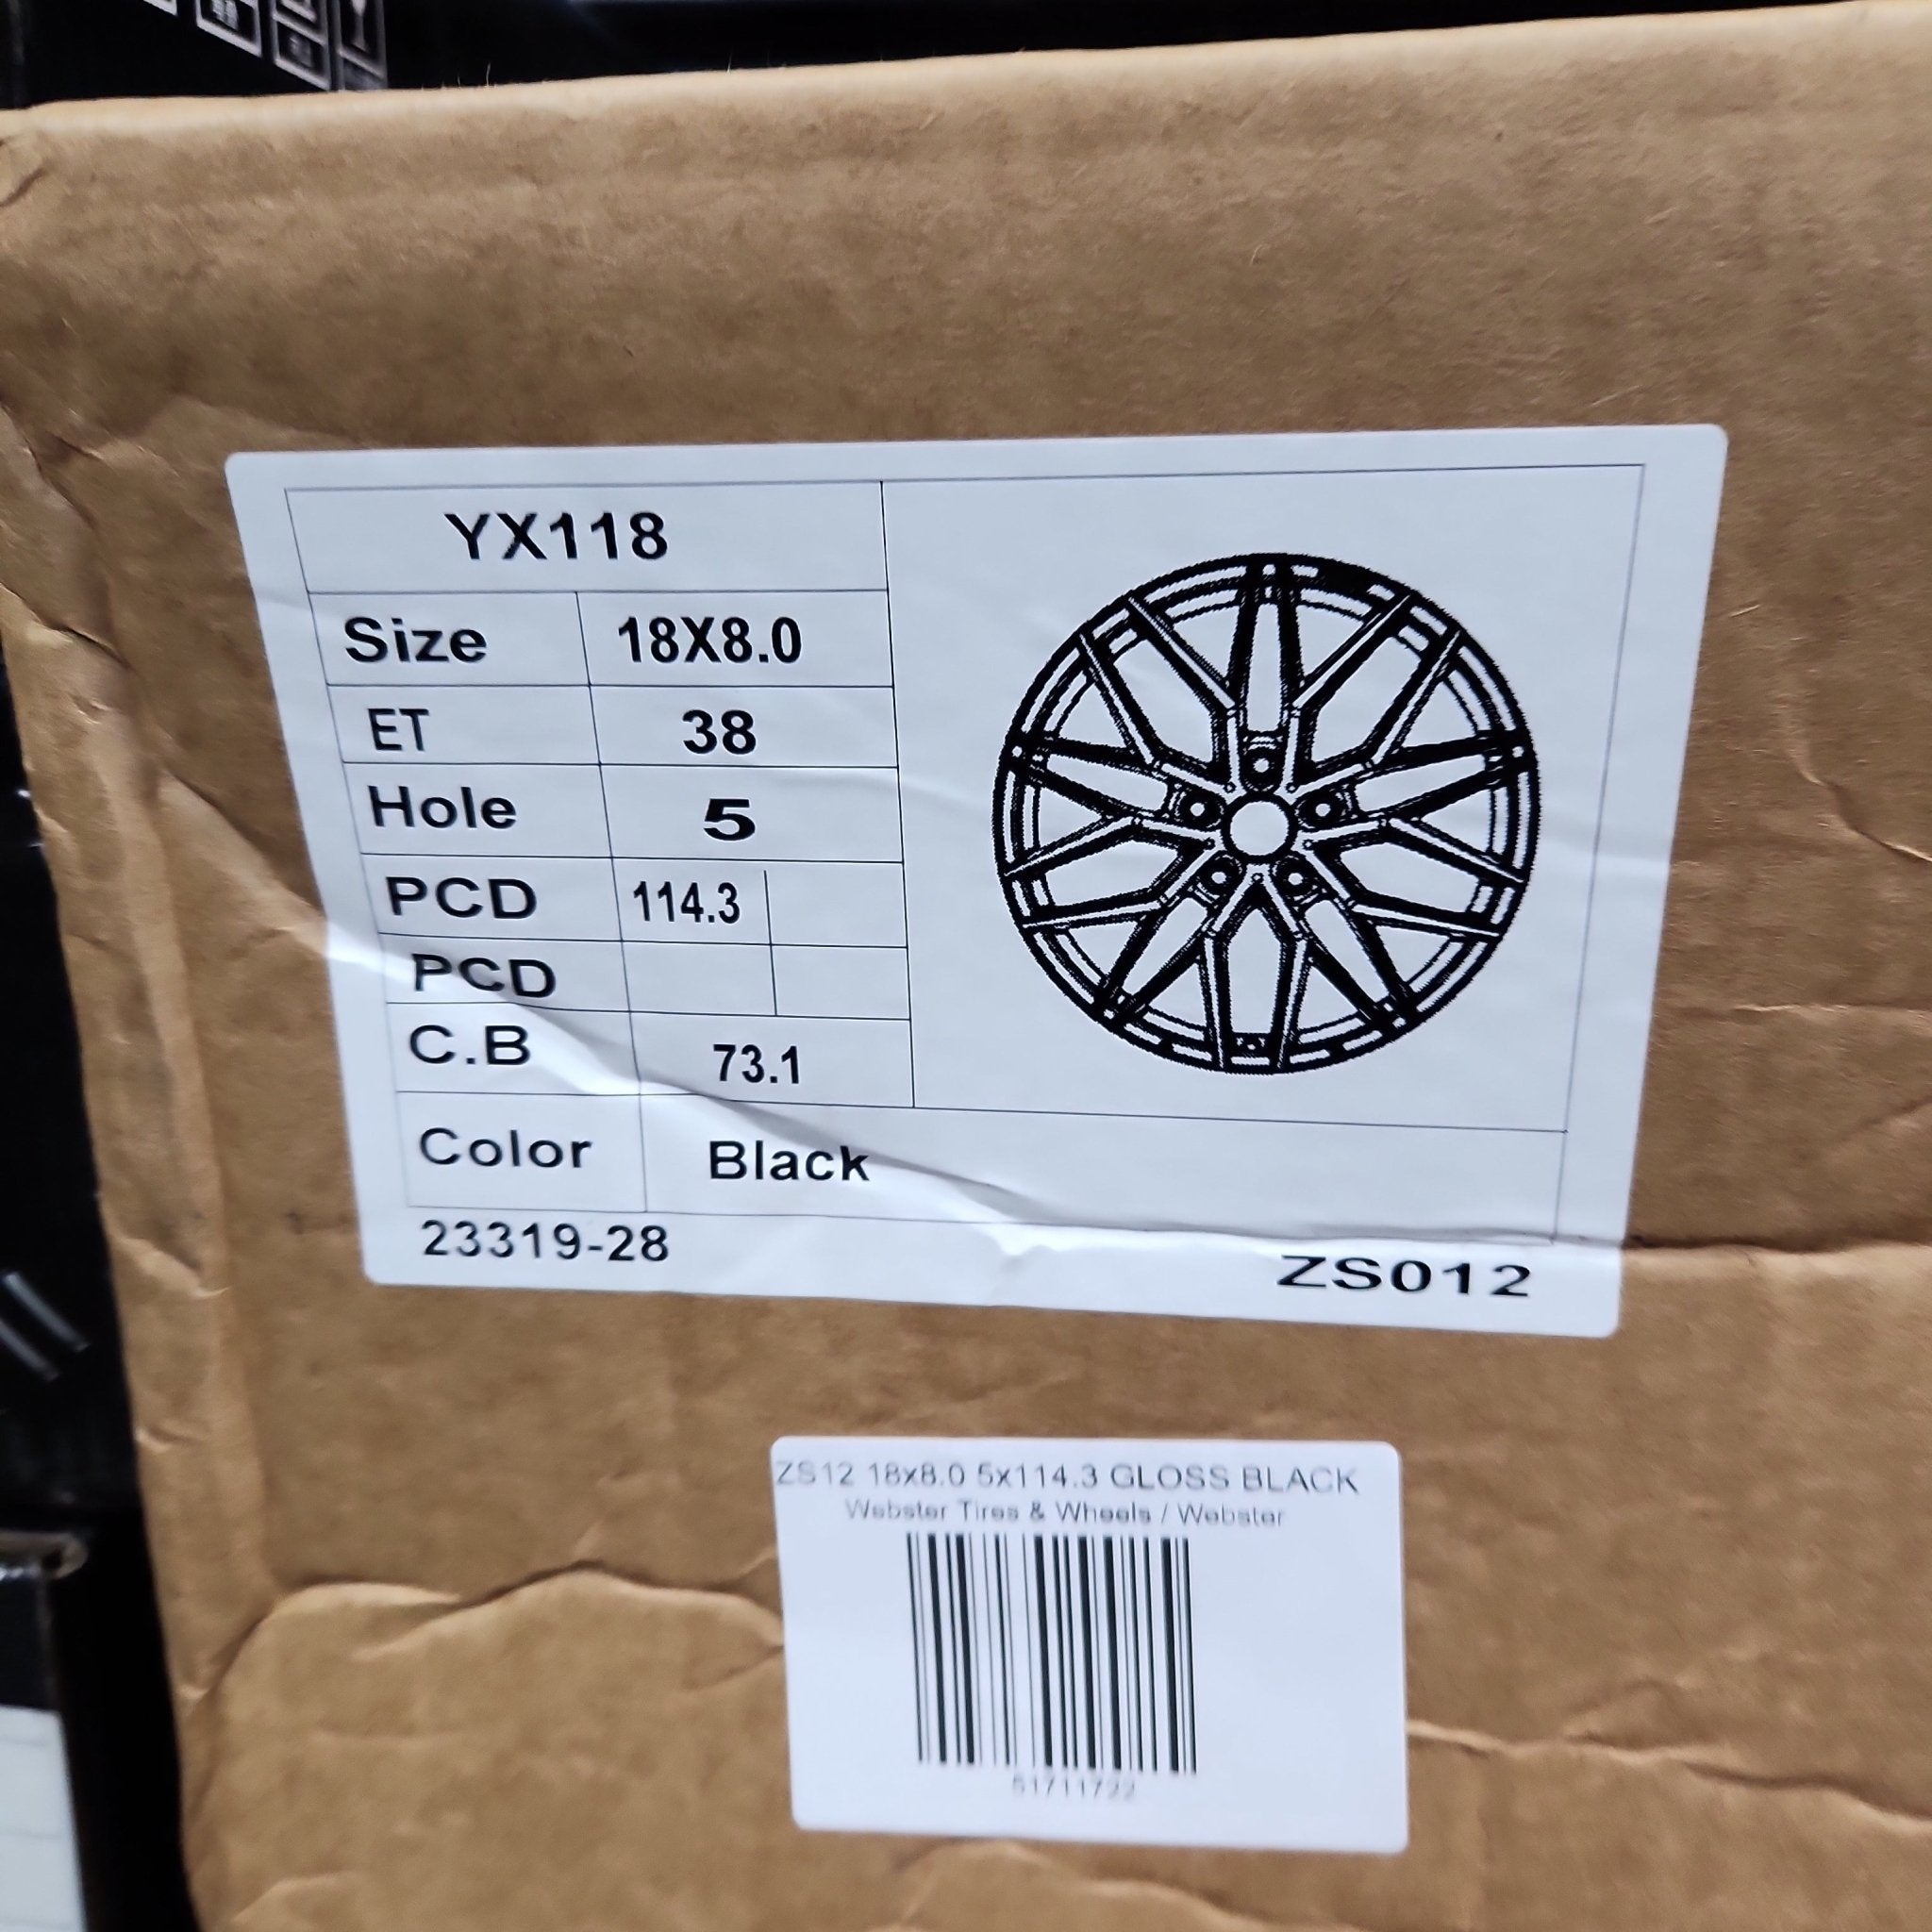 YX118
Size 18X8.0
ET 38
Hole 5
PCD 114.3
PCD
C.B 73.1
Color Black
23319-28 ZS012
ZS12 18x8.0 5x114.3 GLOSS BLACK
Webster Tires & Wheels / Webster
51711722